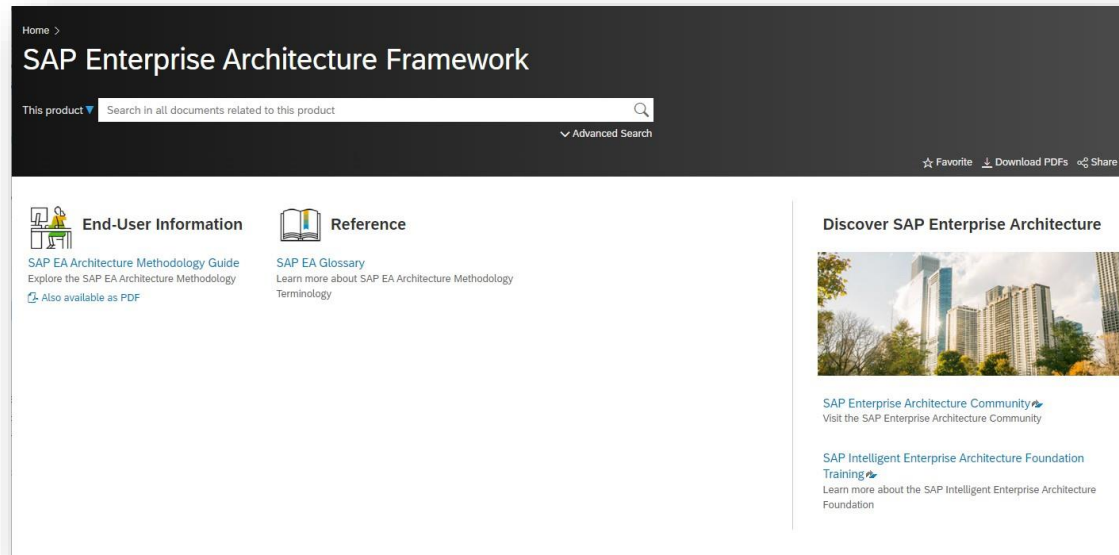 Home >
SAP Enterprise Architecture Framework
This product ▼ Search in all documents related to this product
Advanced Search
Favorite Download PDFs Share
End-User Information
SAP EA Architecture Methodology Guide
Explore the SAP EA Architecture Methodology
Also available as PDF
Reference
SAP EA Glossary
Learn more about SAP EA Architecture Methodology
Terminology
Discover SAP Enterprise Architecture
SAP Enterprise Architecture Community
Visit the SAP Enterprise Architecture Community
SAP Intelligent Enterprise Architecture Foundation
Training
Learn more about the SAP Intelligent Enterprise Architecture
Foundation